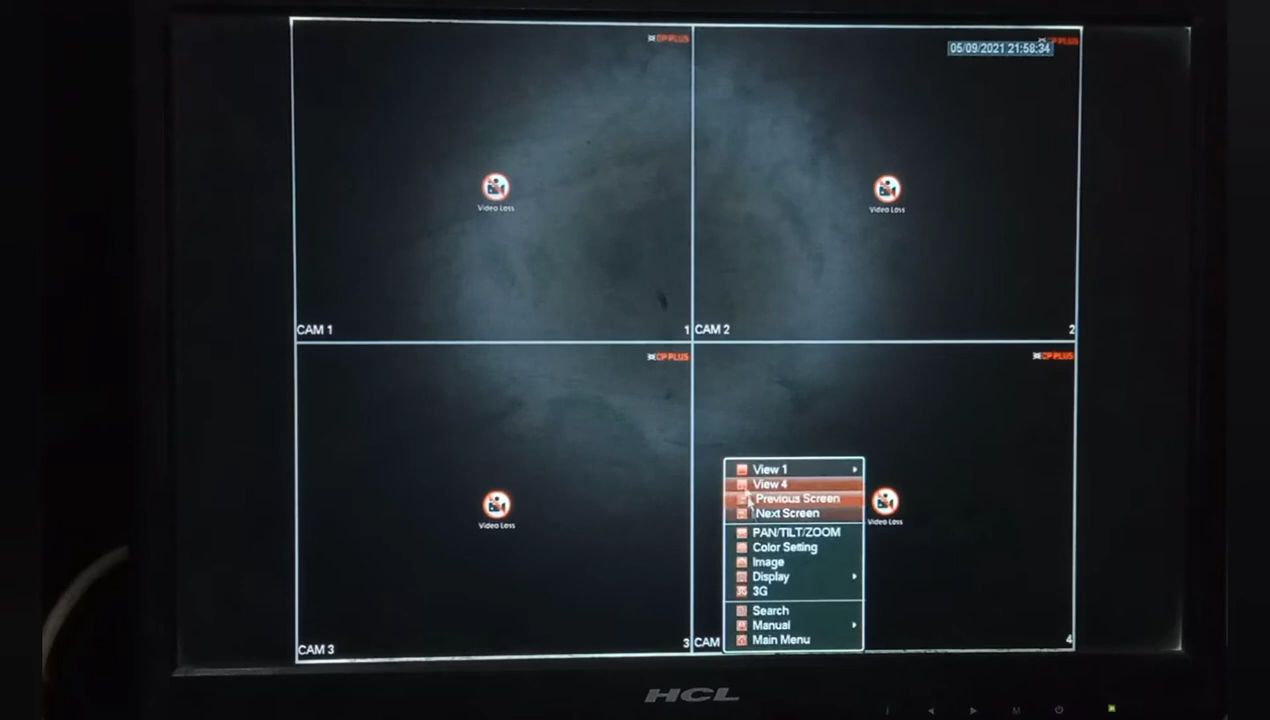 CP PLUS
CP PLUS
05/09/2021 21:58:34
Video Loss
Video Loss
CAM 1
1
CAM 2
2
CP PLUS
CP PLUS
View 1
View 4
Previous Screen
Next Screen
Video Loss
Video Loss
PAN/TILT/ZOOM
Color Setting
Image
Display
3G
Search
Manual
Main Menu
CAM 3
3
CAM
4
HCL
M